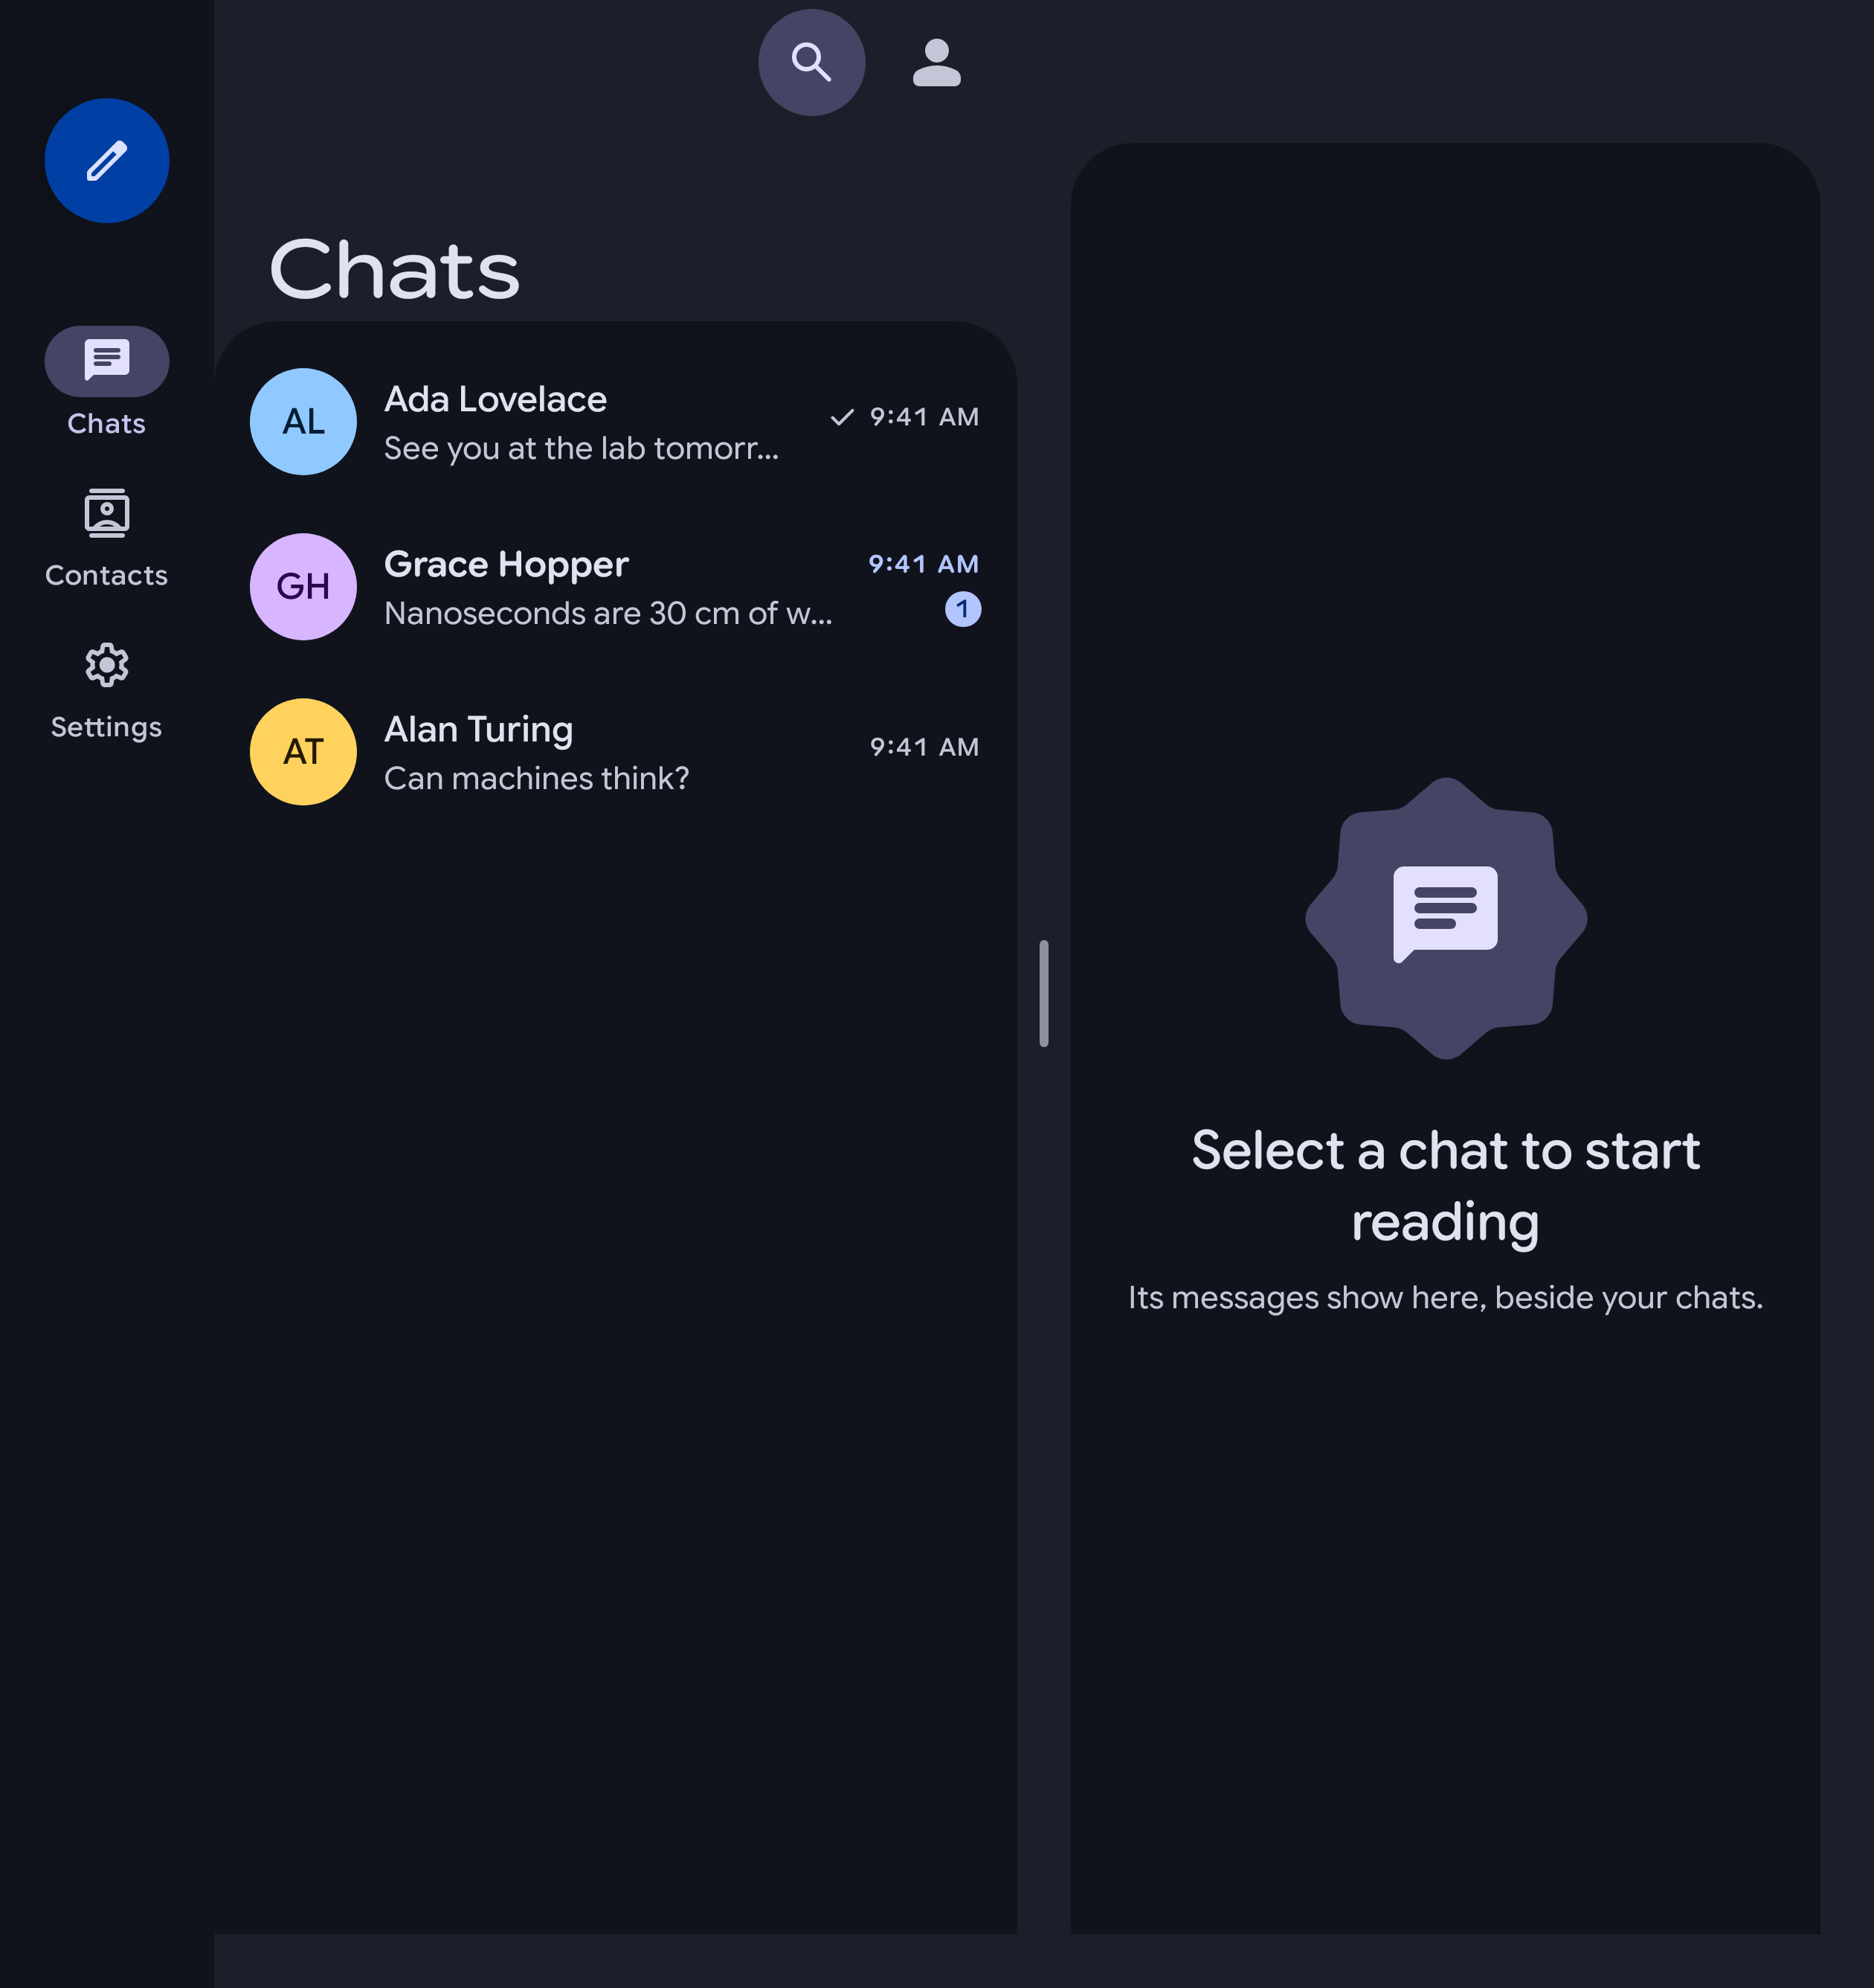 Chats
Contacts
Settings
Chats
AL
Ada Lovelace
9:41 AM
See you at the lab tomorr...
GH
Grace Hopper
9:41 AM
Nanoseconds are 30 cm of w...
1
AT
Alan Turing
9:41 AM
Can machines think?
Select a chat to start
reading
Its messages show here, beside your chats.